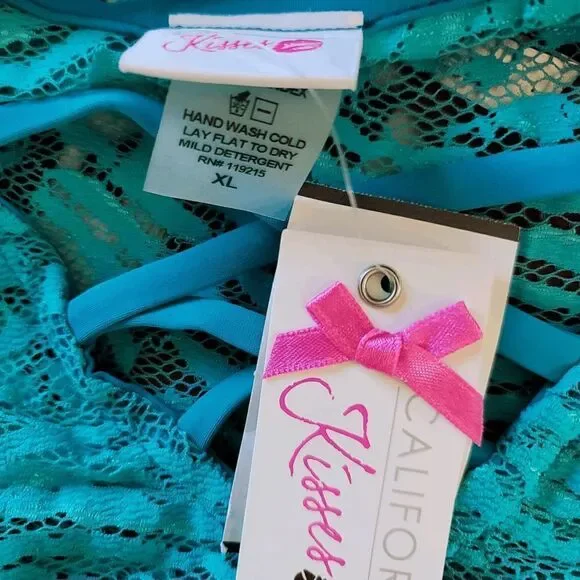 Kisses
HAND WASH COLD
LAY FLAT TO DRY
MILD DETERGENT
RN# 119215
XL
Kisses
CALIFOR